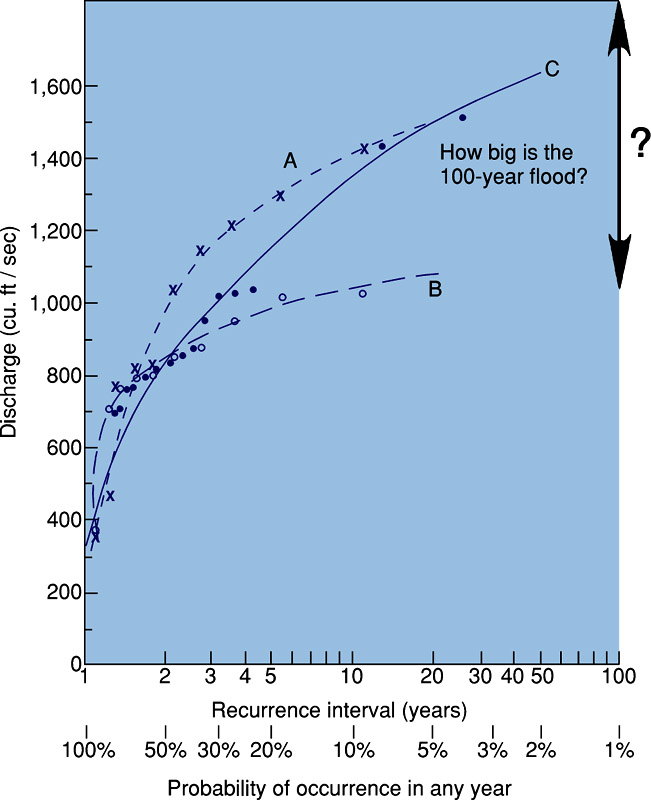 Discharge (cu. ft / sec)
1,600
1,400
1,200
1,000
800
600
400
200
0
A
B
C
How big is the
100-year flood?
?
1 2 3 4 5 10 20 30 40 50 100
Recurrence interval (years)
100% 50% 30% 20% 10% 5% 3% 2% 1%
Probability of occurrence in any year